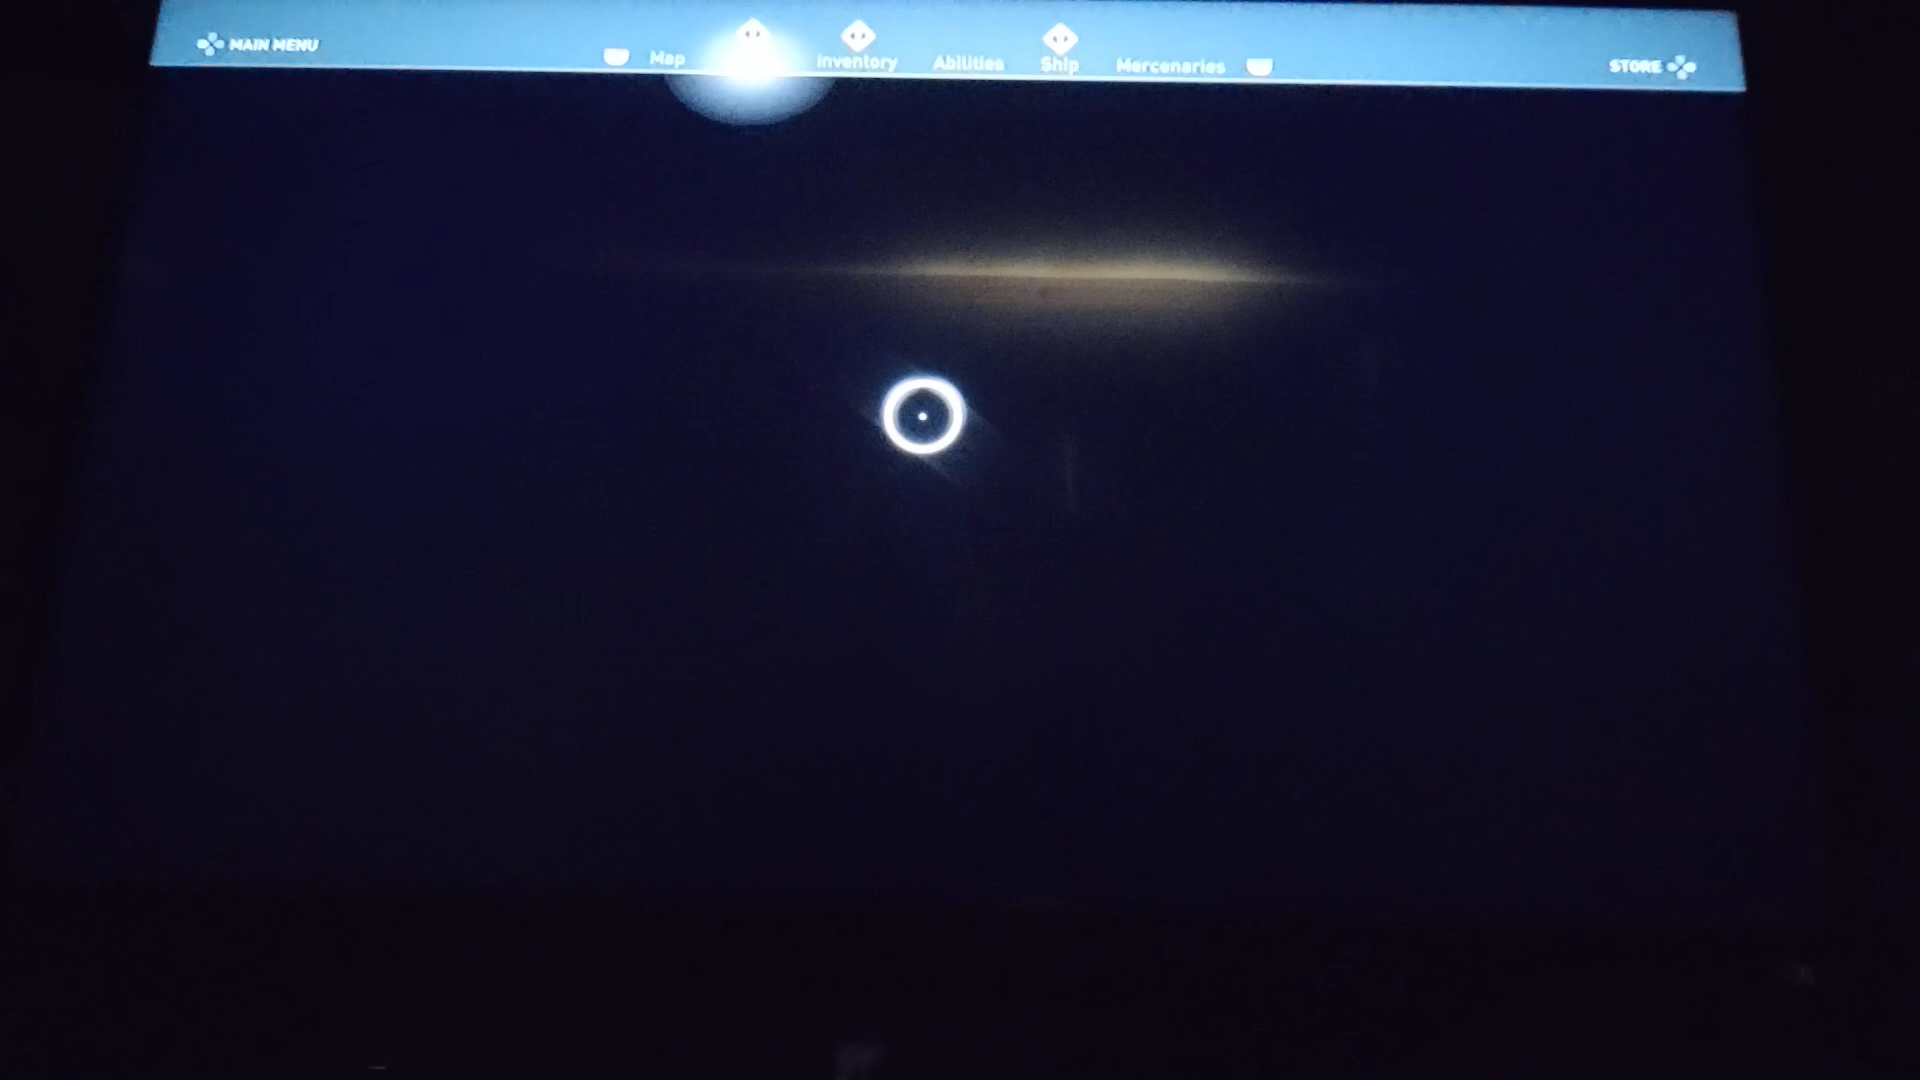 MAIN MENU
Map
Inventory
Abilities
Ship
Mercenaries
STORE